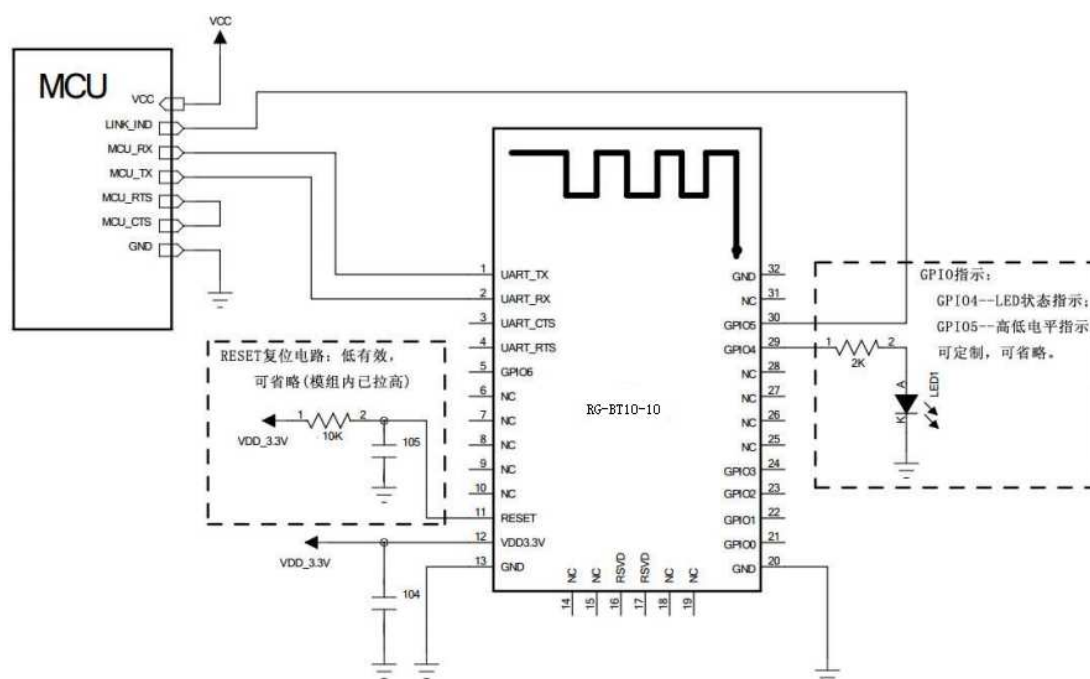 VCC
MCU
VCC
LINK_IND
MCU_RX
MCU_TX
MCU_RTS
MCU_CTS
GND
1 UART_TX
2 UART_RX
3 UART_CTS
4 UART_RTS
5 GPIO6
6 NC
7 NC
8 NC
9 NC
10 NC
11 RESET
12 VDD3.3V
13 GND
RG-BT10-10
GND 32
NC 31
GPIO5 30
GPIO4 29
NC 28
NC 27
NC 26
NC 25
GPIO3 24
GPIO2 23
GPIO1 22
GPIO0 21
GND 20
NC NC RSVD RSVD NC NC
14 15 16 17 18 19
RESET复位电路：低有效，
可省略(模组内已拉高)
VDD_3.3V
1 2
10K
105
VDD_3.3V
104
GPIO指示：
GPIO4--LED状态指示；
GPIO5--高低电平指示
可定制，可省略。
1 2
2K
A
K
LED1